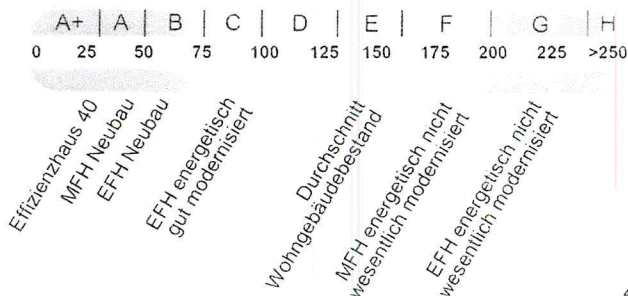 A+ | A | B | C | D | E | F | G | H
0 25 50 75 100 125 150 175 200 225 >250
Effizienzhaus 40
MFH Neubau
EFH Neubau
EFH energetisch
gut modernisiert
Durchschnitt
Wohngebäudebestand
MFH energetisch nicht
wesentlich modernisiert
EFH energetisch nicht
wesentlich modernisiert